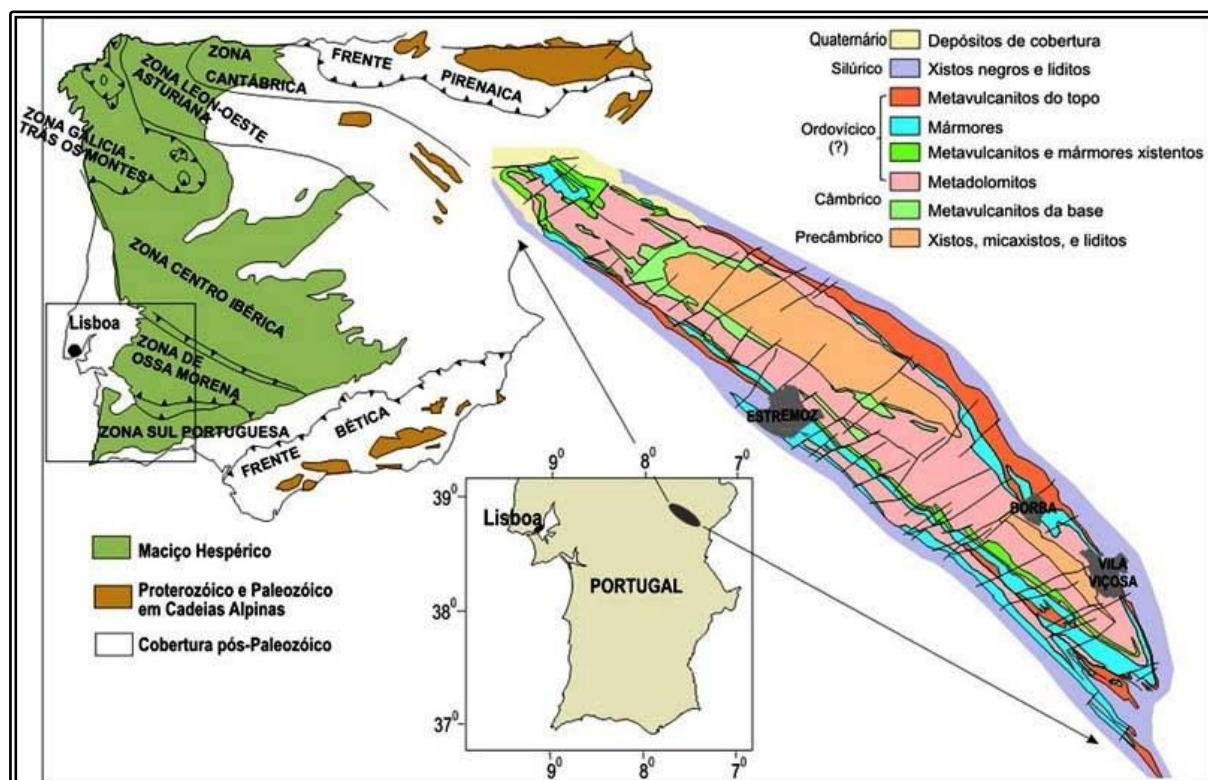 ZONA
CANTÁBRICA
ZONA LEON-OESTE
ASTURIANA
ZONA GALICIA -
TRÁS OS MONTES
FRENTE
PIRENAICA
ZONA CENTRO IBÉRICA
Lisboa
ZONA DE
OSSA MORENA
ZONA SUL PORTUGUESA
FRENTE
BÉTICA
Maciço Hespérico
Proterozóico e Paleozóico
em Cadeias Alpinas
Cobertura pós-Paleozóico
Quaternário
Depósitos de cobertura
Silúrico
Xistos negros e liditos
Metavulcanitos do topo
Ordovícico
(?)
Mármores
Metavulcanitos e mármores xistentos
Metadolomitos
Câmbrico
Metavulcanitos da base
Precâmbrico
Xistos, micaxistos, e liditos
ESTREMOZ
BORBA
VILA
VIÇOSA
9⁰ 8⁰ 7⁰
39⁰
Lisboa
PORTUGAL
38⁰
37⁰
9⁰ 8⁰ 7⁰